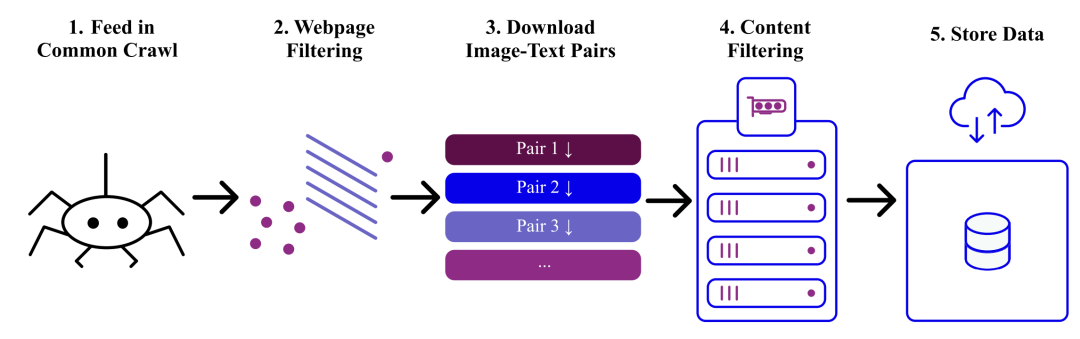 1. Feed in
Common Crawl
2. Webpage
Filtering
3. Download
Image-Text Pairs
4. Content
Filtering
5. Store Data
Pair 1 ↓
Pair 2 ↓
Pair 3 ↓
...